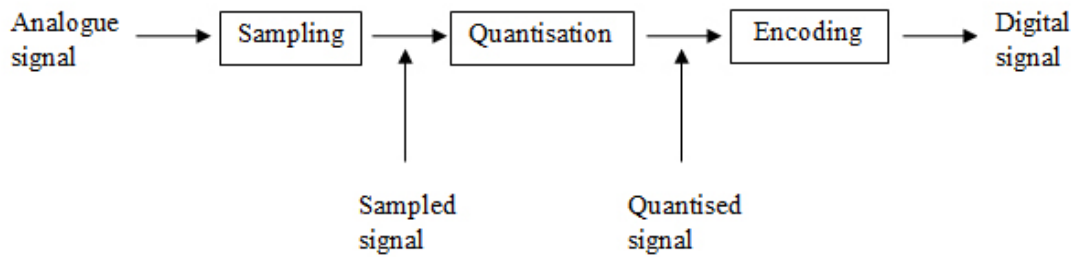 Analogue
signal
Sampling
Quantisation
Encoding
Digital
signal
Sampled
signal
Quantised
signal